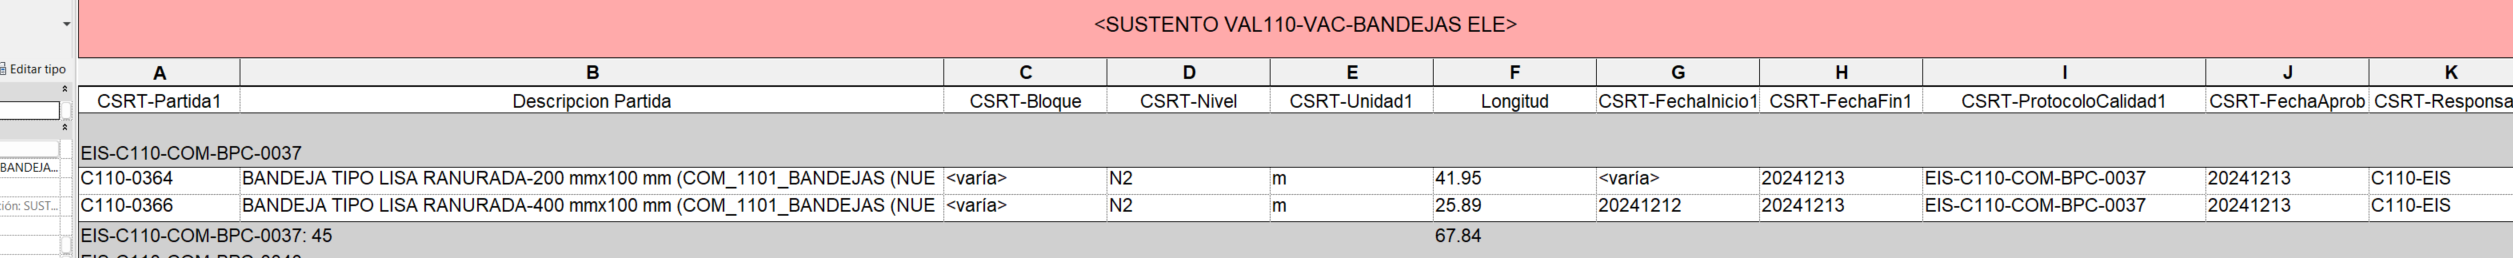 <SUSTENTO VAL110-VAC-BANDEJAS ELE>
Editar tipo
A B C D E F G H I J K
CSRT-Partida1 Descripcion Partida CSRT-Bloque CSRT-Nivel CSRT-Unidad1 Longitud CSRT-FechaInicio1 CSRT-FechaFin1 CSRT-ProtocoloCalidad1 CSRT-FechaAprob CSRT-Responsa
EIS-C110-COM-BPC-0037
BANDEJA...
C110-0364 BANDEJA TIPO LISA RANURADA-200 mmx100 mm (COM_1101_BANDEJAS (NUE <varía> N2 m 41.95 <varía> 20241213 EIS-C110-COM-BPC-0037 20241213 C110-EIS
ión: SUST...
C110-0366 BANDEJA TIPO LISA RANURADA-400 mmx100 mm (COM_1101_BANDEJAS (NUE <varía> N2 m 25.89 20241212 20241213 EIS-C110-COM-BPC-0037 20241213 C110-EIS
EIS-C110-COM-BPC-0037: 45 67.84